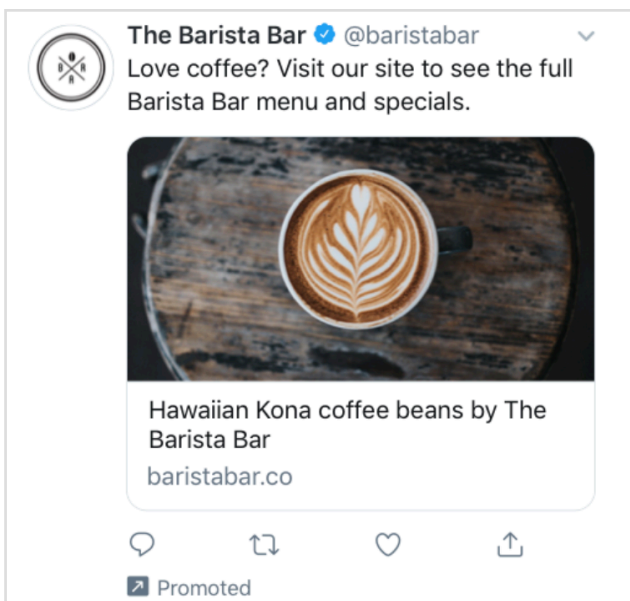 The Barista Bar @baristabar
Love coffee? Visit our site to see the full
Barista Bar menu and specials.
Hawaiian Kona coffee beans by The
Barista Bar
baristabar.co
Promoted